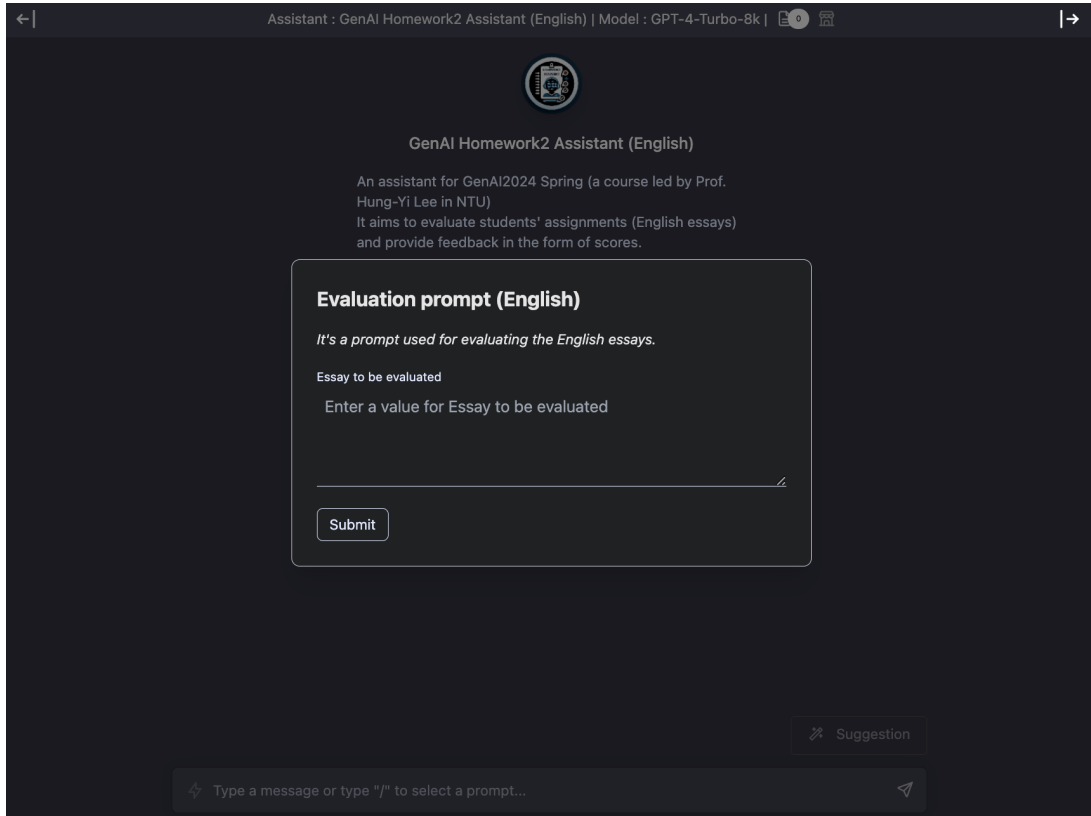 Assistant : GenAI Homework2 Assistant (English) | Model : GPT-4-Turbo-8k | 0
GenAI Homework2 Assistant (English)
An assistant for GenAI2024 Spring (a course led by Prof.
Hung-Yi Lee in NTU)
It aims to evaluate students' assignments (English essays)
and provide feedback in the form of scores.
Evaluation prompt (English)
It's a prompt used for evaluating the English essays.
Essay to be evaluated
Enter a value for Essay to be evaluated
Submit
Suggestion
Type a message or type "/" to select a prompt...